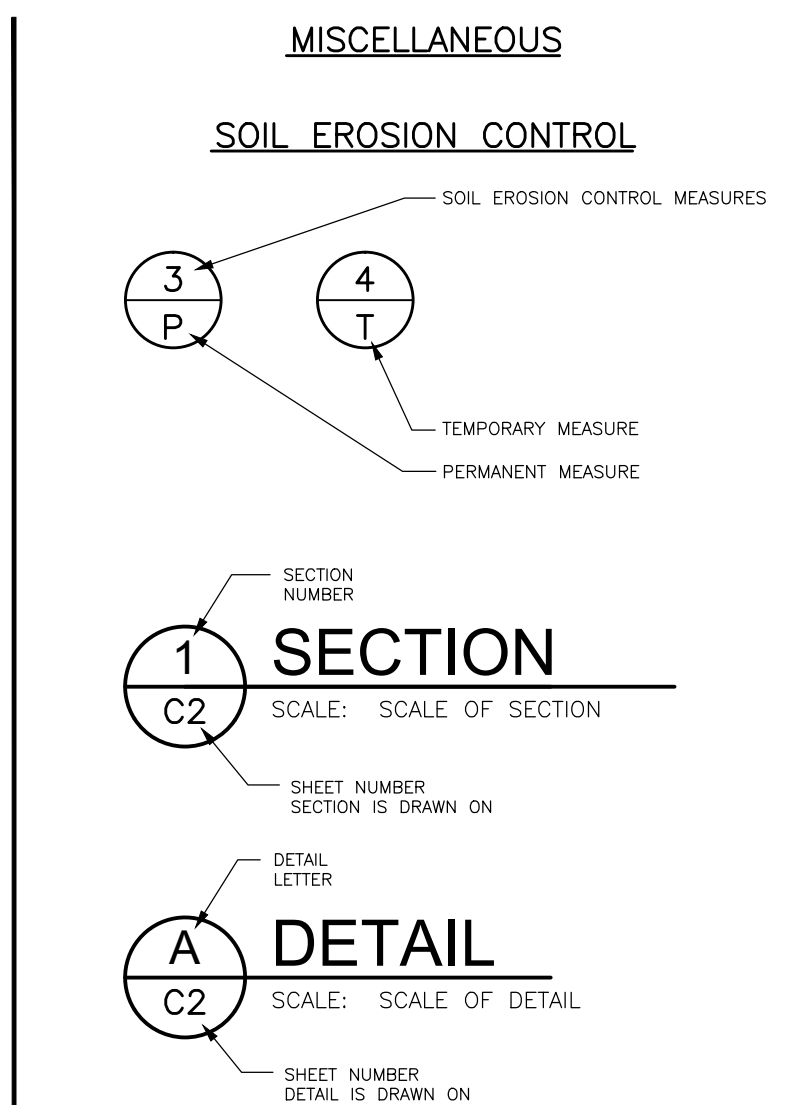 MISCELLANEOUS
SOIL EROSION CONTROL
SOIL EROSION CONTROL MEASURES
3
P
4
T
TEMPORARY MEASURE
PERMANENT MEASURE
SECTION
NUMBER
1
C2
SECTION
SCALE: SCALE OF SECTION
SHEET NUMBER
SECTION IS DRAWN ON
DETAIL
LETTER
A
C2
DETAIL
SCALE: SCALE OF DETAIL
SHEET NUMBER
DETAIL IS DRAWN ON